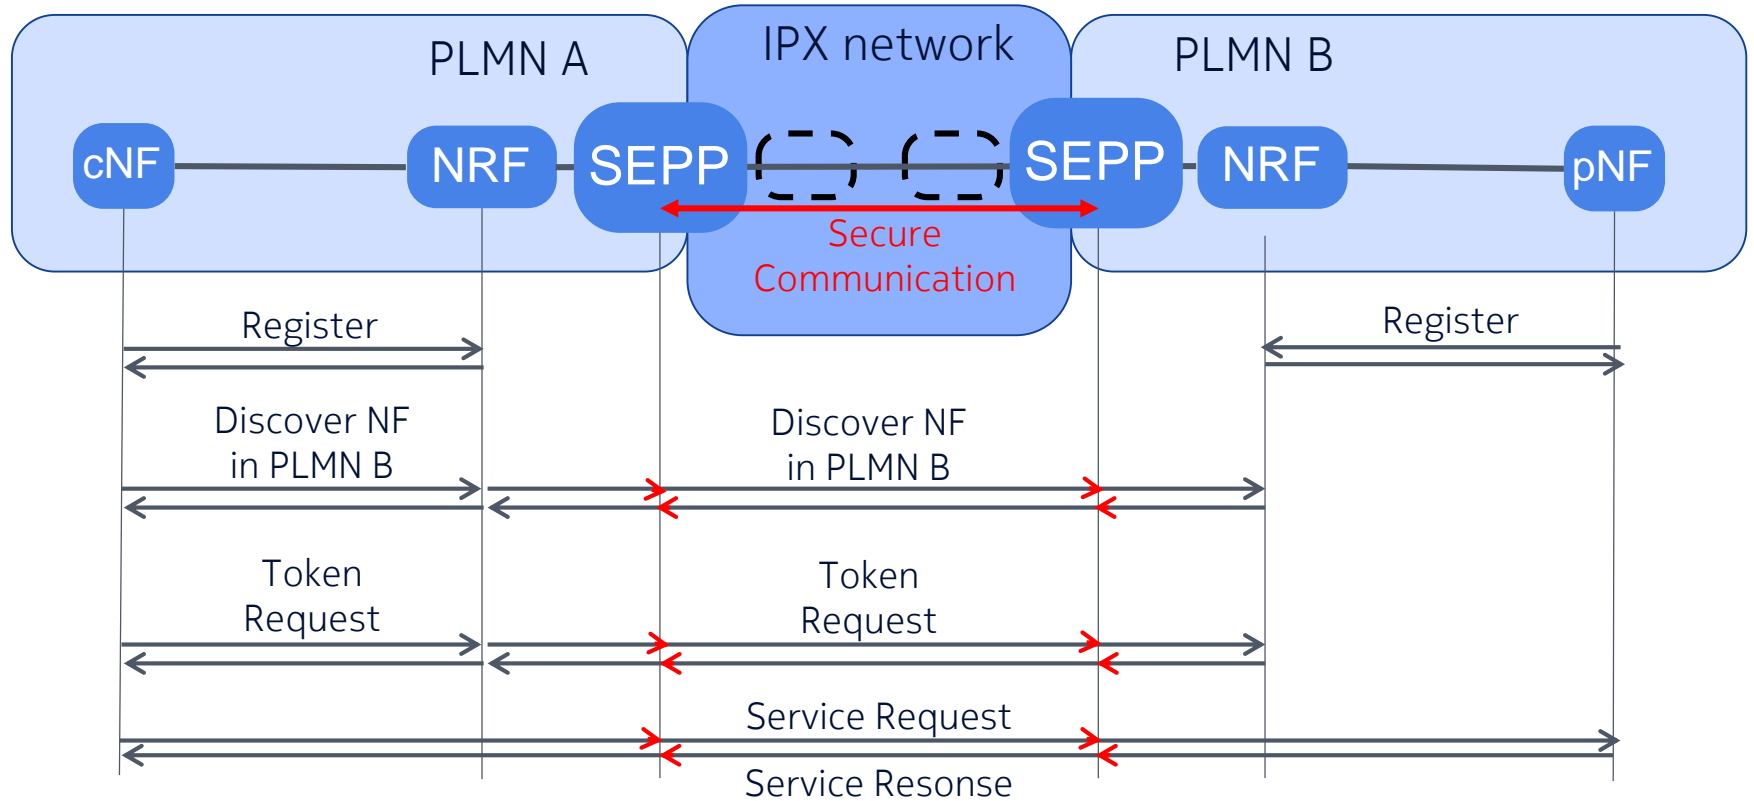 PLMN A
IPX network
PLMN B
cNF
NRF
SEPP
SEPP
NRF
pNF
Secure
Communication
Register
Register
Discover NF
in PLMN B
Discover NF
in PLMN B
Token
Request
Token
Request
Service Request
Service Resonse